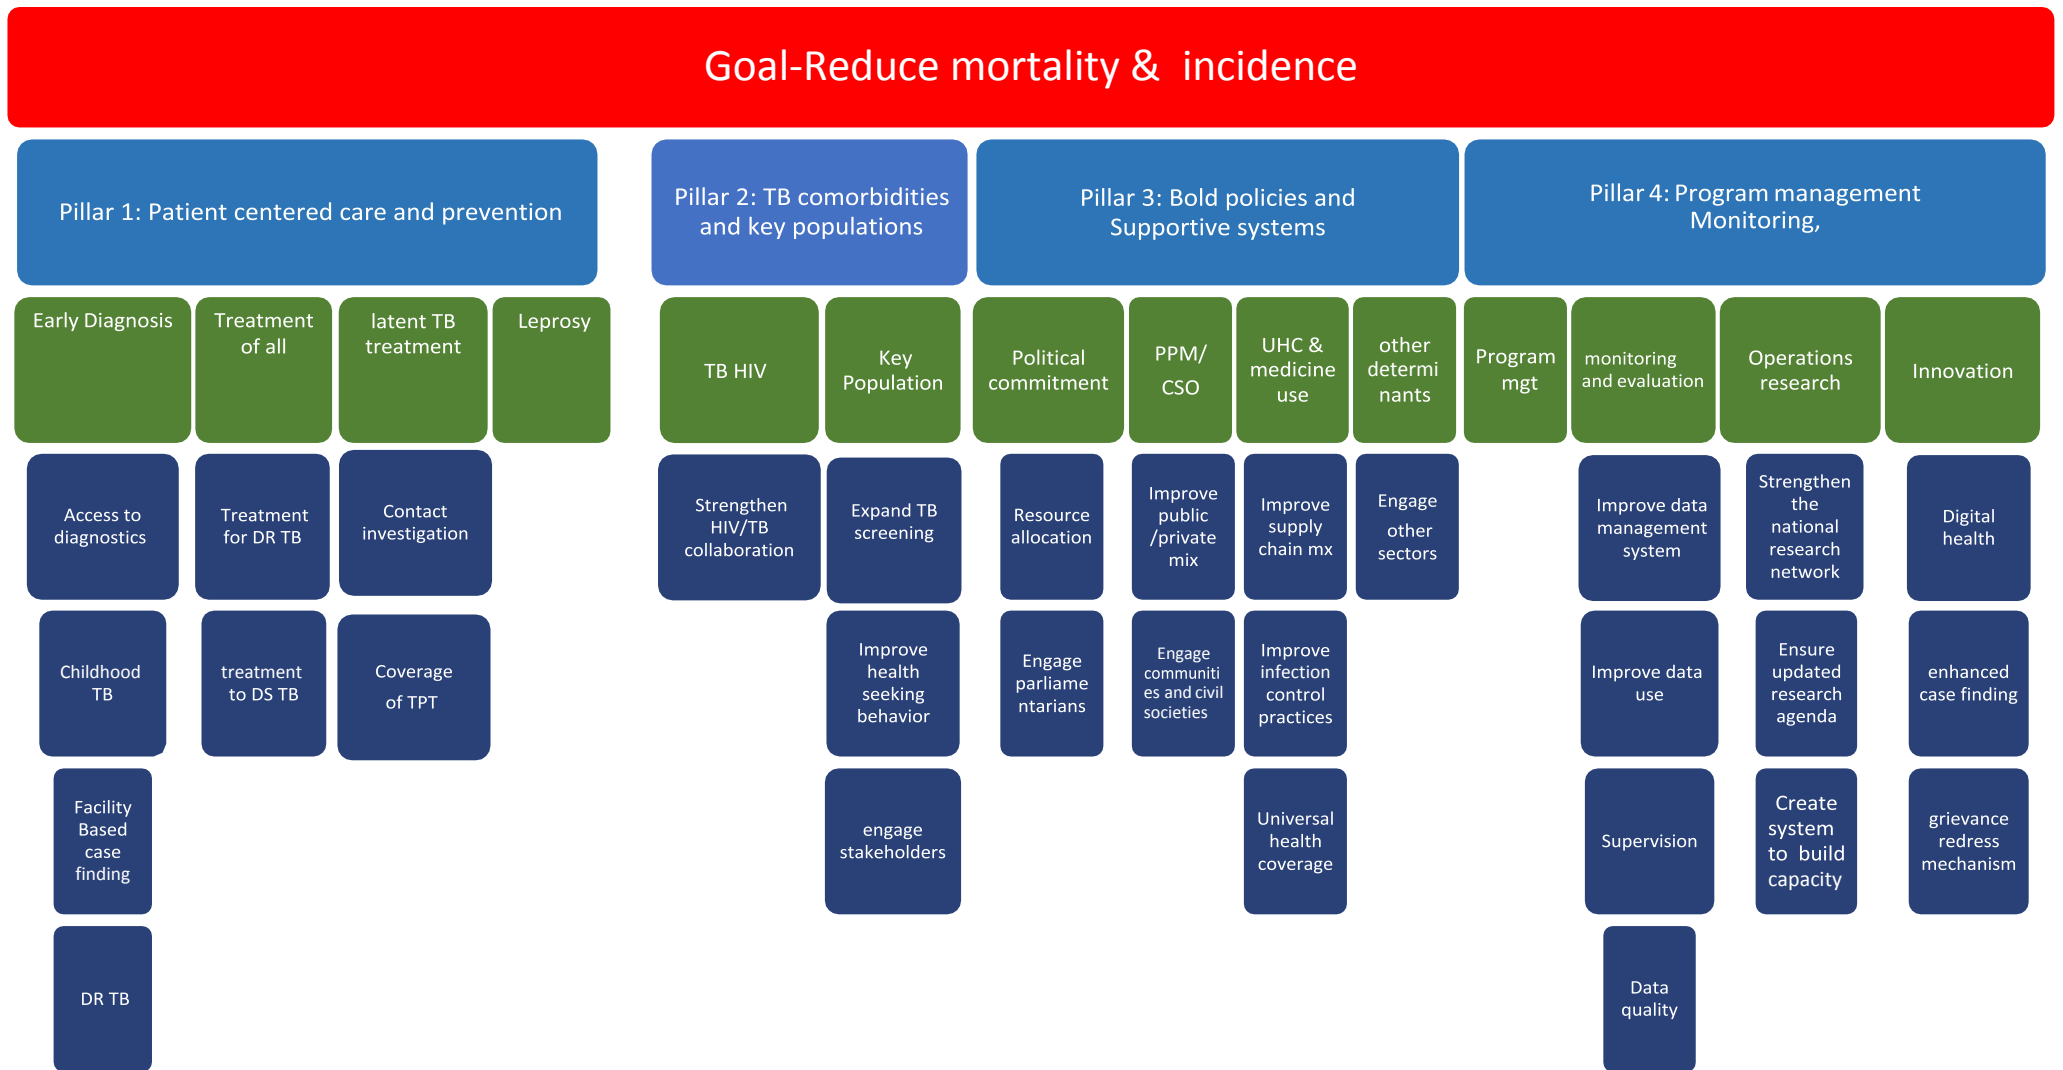 Goal-Reduce mortality & incidence
Pillar 1: Patient centered care and prevention
Pillar 2: TB comorbidities
and key populations
Pillar 3: Bold policies and
Supportive systems
Pillar 4: Program management
Monitoring,
Early Diagnosis
Treatment
of all
latent TB
treatment
Leprosy
TB HIV
Key
Population
Political
commitment
PPM/
CSO
UHC &
medicine
use
other
determi
nants
Program
mgt
monitoring
and evaluation
Operations
research
Innovation
Access to
diagnostics
Treatment
for DR TB
Contact
investigation
Strengthen
HIV/TB
collaboration
Expand TB
screening
Resource
allocation
Improve
public
/private
mix
Improve
supply
chain mx
Engage
other
sectors
Improve data
management
system
Strengthen
the
national
research
network
Digital
health
Childhood
TB
treatment
to DS TB
Coverage
of TPT
Improve
health
seeking
behavior
Engage
parliame
ntarians
Engage
communiti
es and civil
societies
Improve
infection
control
practices
Improve data
use
Ensure
updated
research
agenda
enhanced
case finding
Facility
Based
case
finding
engage
stakeholders
Universal
health
coverage
Supervision
Create
system
to build
capacity
grievance
redress
mechanism
DR TB
Data
quality